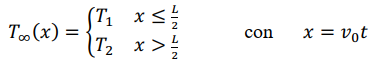 T∞(x) = { T₁ x ≤ L/2
T₂ x > L/2 con x = v₀t